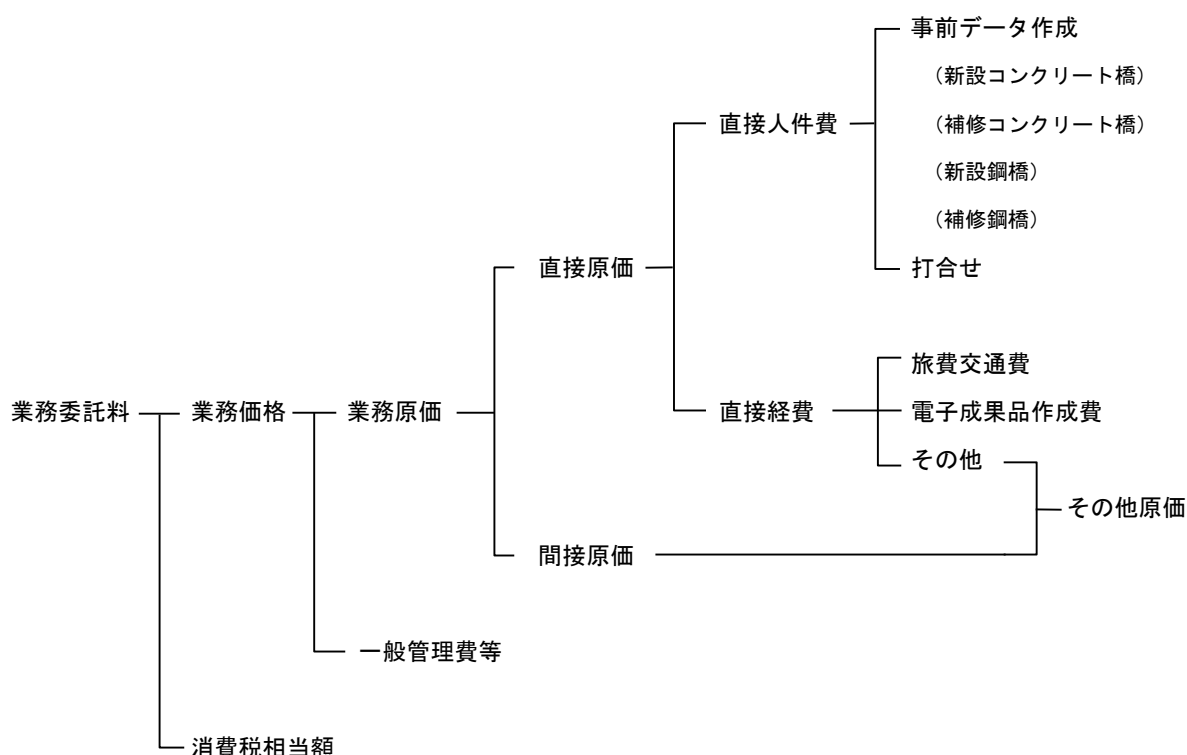 事前データ作成
（新設コンクリート橋）
直接人件費
（補修コンクリート橋）
（新設鋼橋）
（補修鋼橋）
直接原価
打合せ
旅費交通費
業務委託料
業務価格
業務原価
直接経費
電子成果品作成費
その他
その他原価
間接原価
一般管理費等
消費税相当額